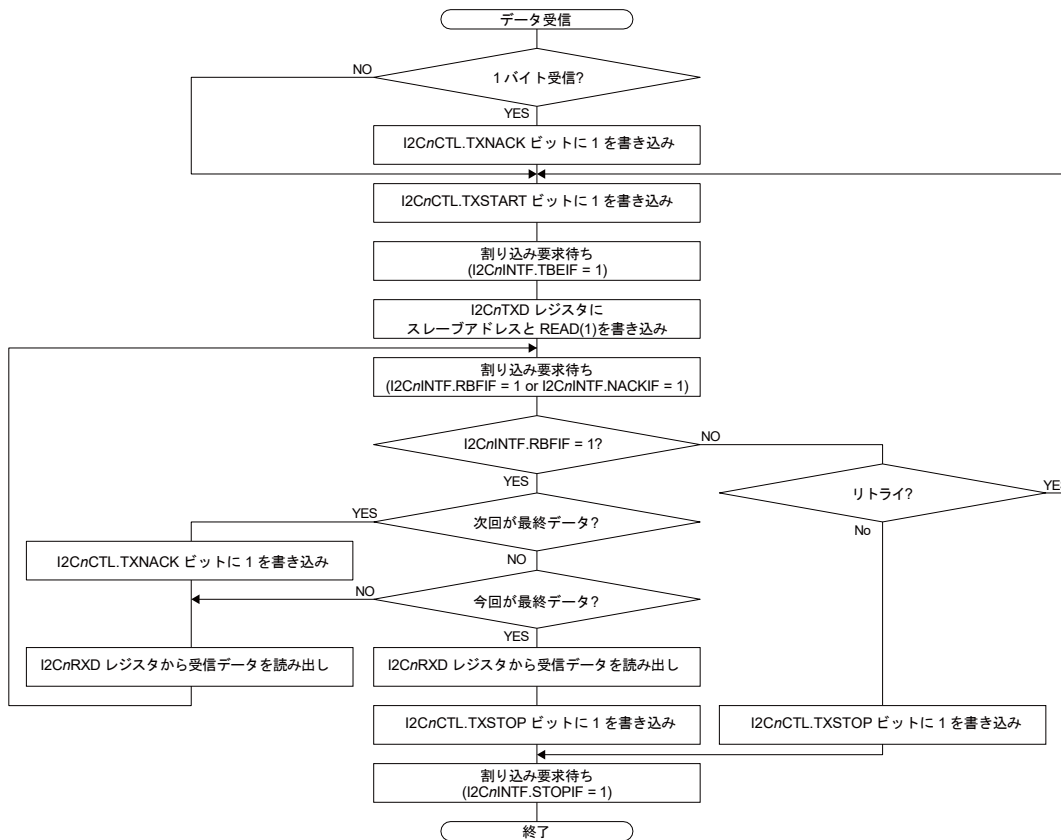 データ受信
1 バイト受信?
NO
YES
I2CnCTL.TXNACK ビットに 1 を書き込み
I2CnCTL.TXSTART ビットに 1 を書き込み
割り込み要求待ち
(I2CnINTF.TBEIF = 1)
I2CnTXD レジスタに
スレーブアドレスと READ(1)を書き込み
割り込み要求待ち
(I2CnINTF.RBFIF = 1 or I2CnINTF.NACKIF = 1)
I2CnINTF.RBFIF = 1?
NO
YES
リトライ?
YES
No
次回が最終データ?
YES
NO
I2CnCTL.TXNACK ビットに 1 を書き込み
今回が最終データ?
NO
YES
I2CnRXD レジスタから受信データを読み出し
I2CnRXD レジスタから受信データを読み出し
I2CnCTL.TXSTOP ビットに 1 を書き込み
I2CnCTL.TXSTOP ビットに 1 を書き込み
割り込み要求待ち
(I2CnINTF.STOPIF = 1)
終了